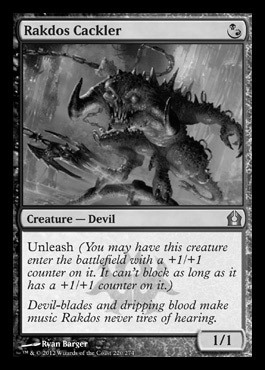 Rakdos Cackler
Creature — Devil
Unleash (You may have this creature
enter the battlefield with a +1/+1
counter on it. It can't block as long as it
has a +1/+1 counter on it.)
Devil-blades and dripping blood make
music Rakdos never tires of hearing.
Ryan Barger
1/1
™ & © 2012 Wizards of the Coast 220/274